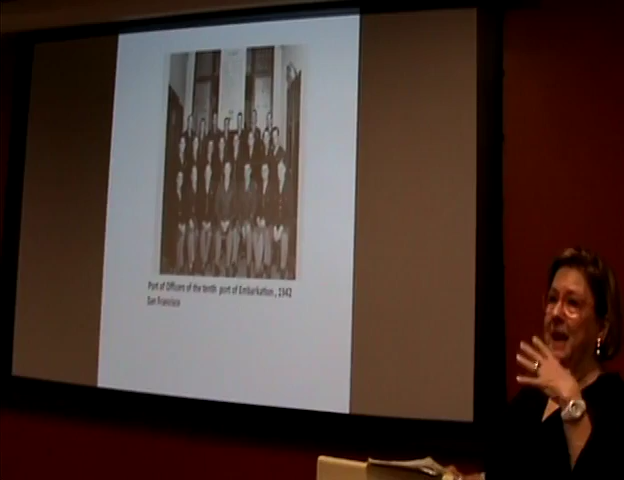 Port of Officers of the tenth port of Embarkation, 1942
San Francisco